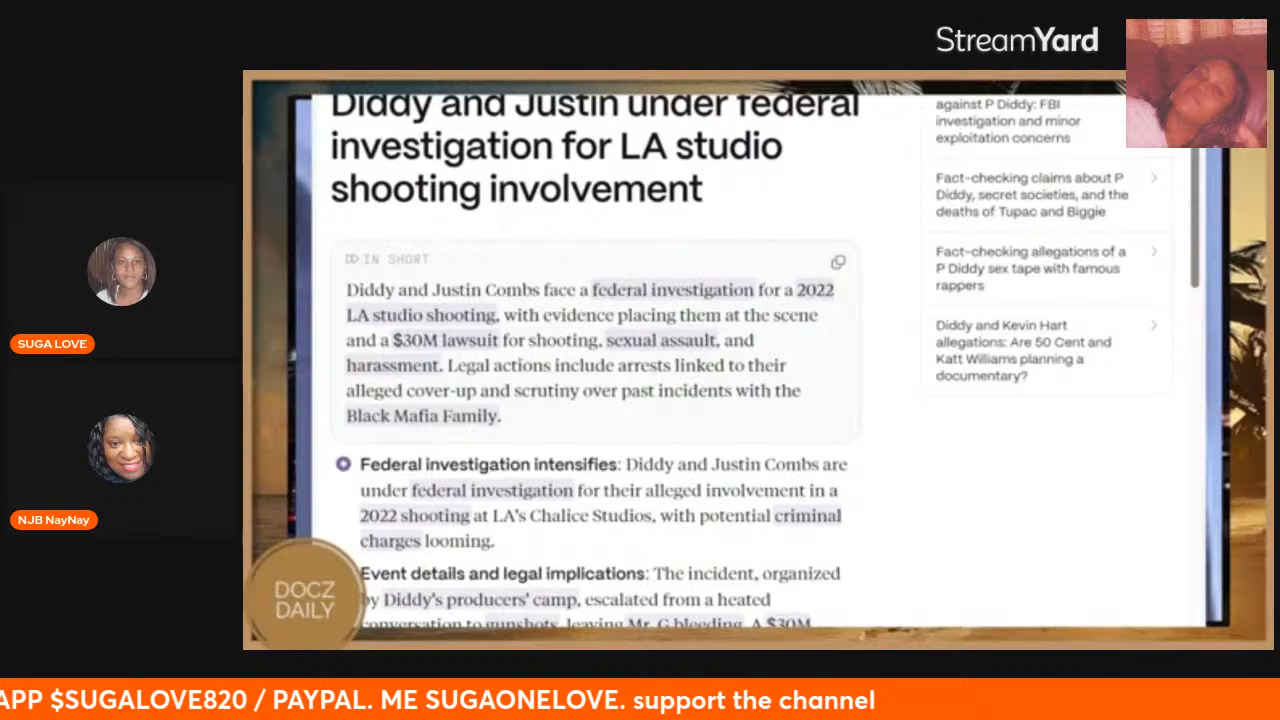 StreamYard
Diddy and Justin under federal
investigation for LA studio
shooting involvement
IN SHORT
Diddy and Justin Combs face a federal investigation for a 2022
LA studio shooting, with evidence placing them at the scene
and a $30M lawsuit for shooting, sexual assault, and
harassment. Legal actions include arrests linked to their
alleged cover-up and scrutiny over past incidents with the
Black Mafia Family.
Federal investigation intensifies: Diddy and Justin Combs are
under federal investigation for their alleged involvement in a
2022 shooting at LA's Chalice Studios, with potential criminal
charges looming.
Event details and legal implications: The incident, organized
by Diddy's producers' camp, escalated from a heated
conversation to gunshots, leaving Mr. G bleeding. A $30M
against P Diddy: FBI
investigation and minor
exploitation concerns
Fact-checking claims about P
Diddy, secret societies, and the
deaths of Tupac and Biggie
Fact-checking allegations of a
P Diddy sex tape with famous
rappers
Diddy and Kevin Hart
allegations: Are 50 Cent and
Katt Williams planning a
documentary?
SUGA LOVE
NJB NayNay
DOCZ
DAILY
APP $SUGALOVE820 / PAYPAL. ME SUGAONELOVE. support the channel